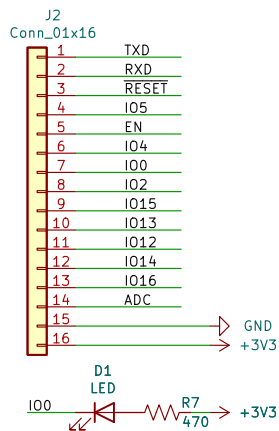 J2
Conn_01x16
1 TXD
2 RXD
3 RESET
4 IO5
5 EN
6 IO4
7 IO0
8 IO2
9 IO15
10 IO13
11 IO12
12 IO14
13 IO16
14 ADC
15 GND
16 +3V3
D1
LED
IO0 R7 +3V3
470